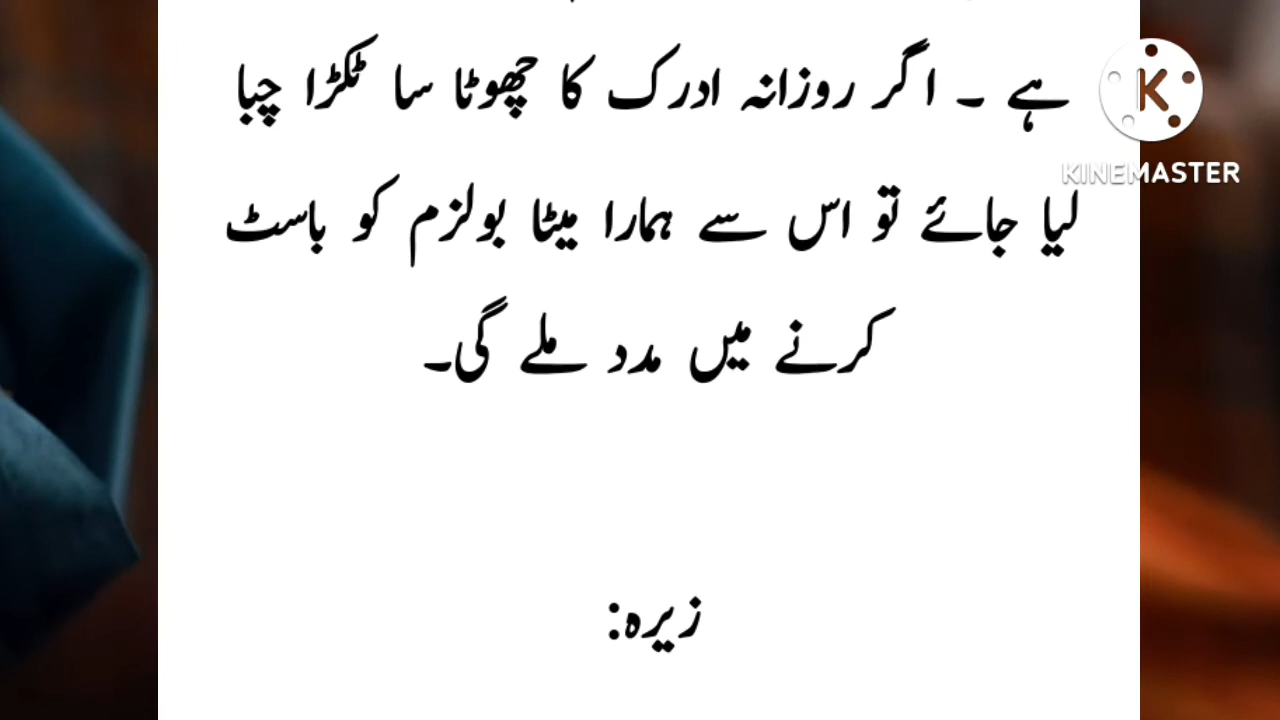 ہے ۔ اگر روزانہ ادرک کا چھوٹا سا ٹکڑا چبا
لیا جائے تو اس سے ہمارا میٹا بولزم کو باسٹ
کرنے میں مدد ملے گی۔
زیرہ:
K
KINEMASTER